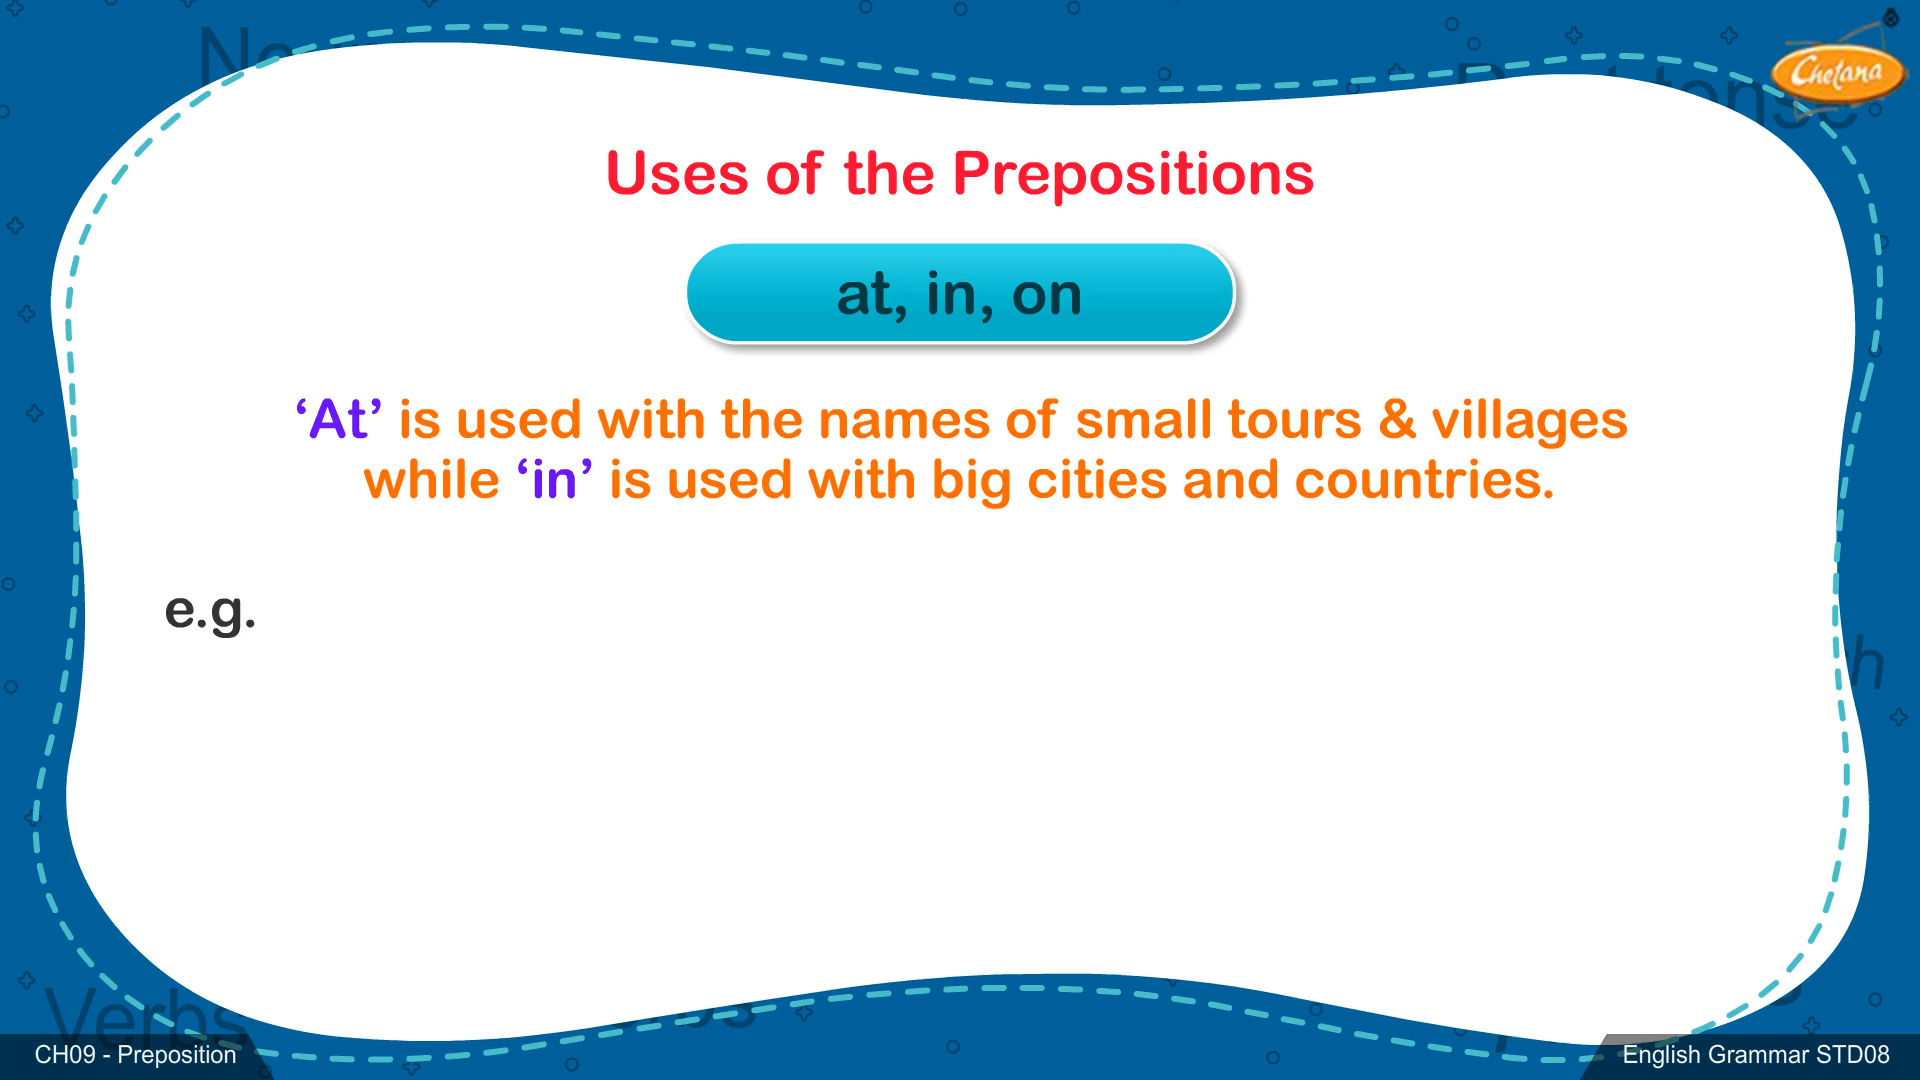 Chetana
Uses of the Prepositions
at, in, on
‘At’ is used with the names of small tours & villages
while ‘in’ is used with big cities and countries.
e.g.
Verbs
CH09 - Preposition
English Grammar STD08